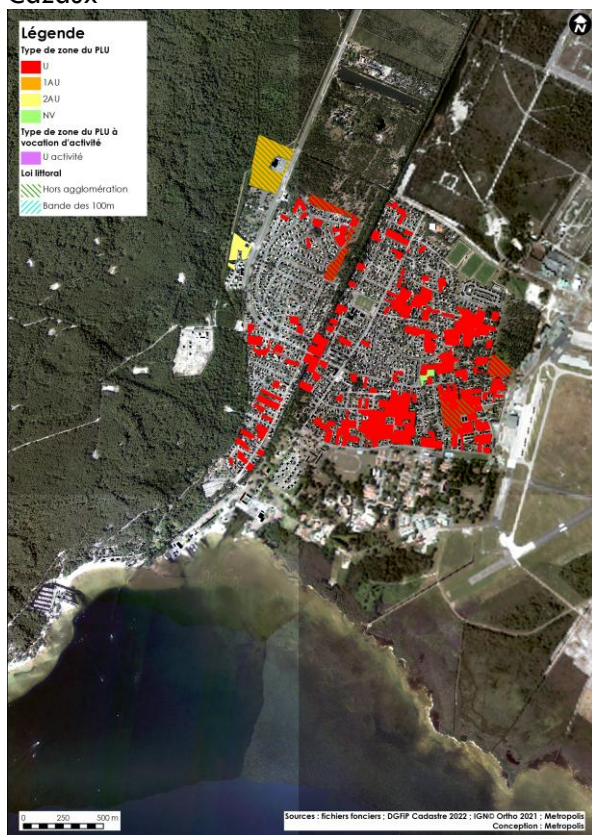 Cazaux
Légende
Type de zone du PLU
U
1AU
2AU
NV
Type de zone du PLU à
vocation d'activité
U activité
Loi littoral
Hors agglomération
Bande des 100m
N
0 250 500 m
Sources : fichiers fonciers ; DGFiP Cadastre 2022 ; IGN© Ortho 2021 ; Metropolis
Conception : Metropolis